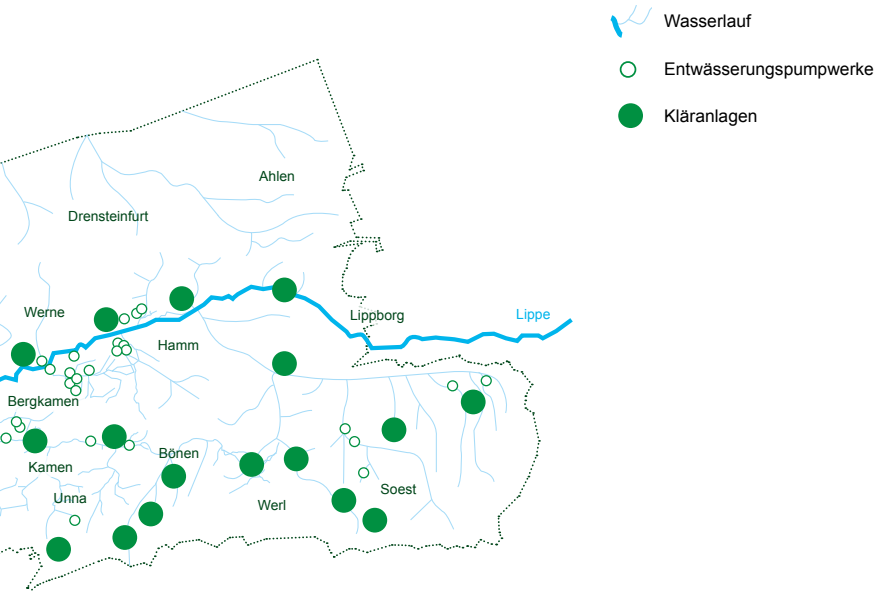 Wasserlauf
Entwässerungspumpwerke
Kläranlagen
Ahlen
Drensteinfurt
Werne
Lippborg
Lippe
Hamm
Bergkamen
Bönen
Kamen
Unna
Soest
Werl